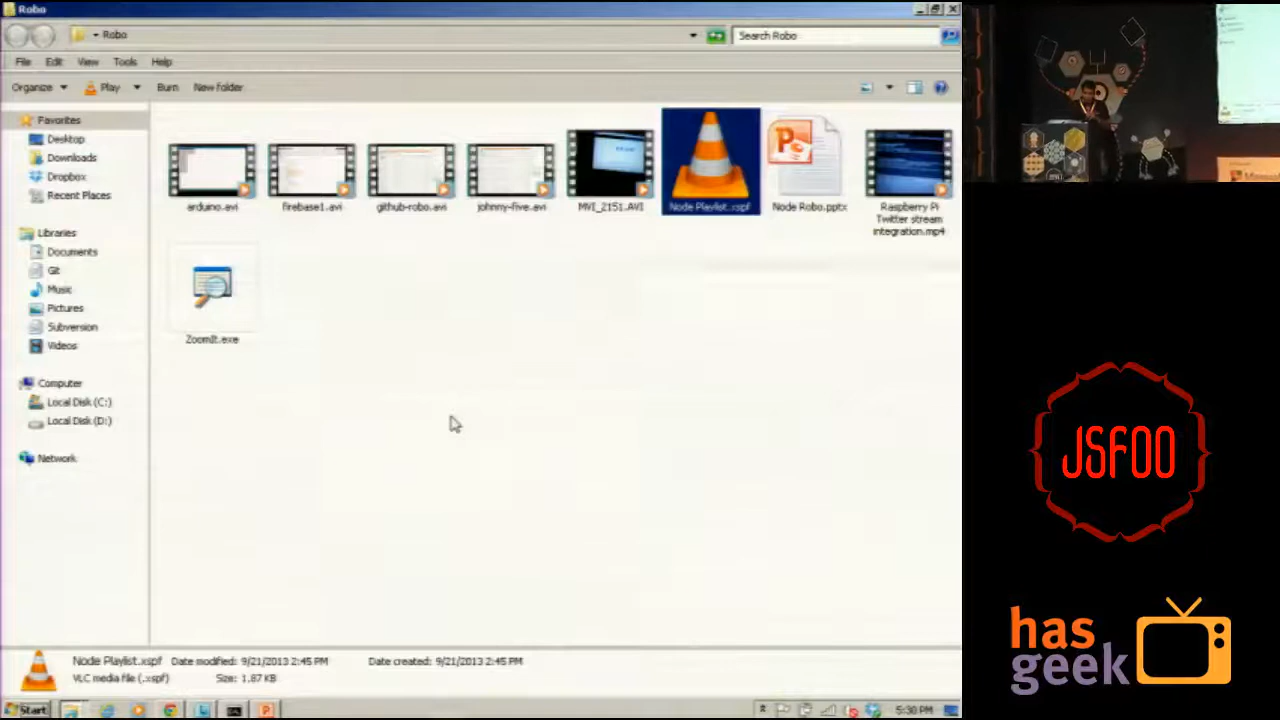 Robo
Robo
Search Robo
File Edit View Tools Help
Organize Play Burn New folder
Favorites
Desktop
Downloads
Dropbox
Recent Places
Libraries
Documents
Git
Music
Pictures
Subversion
Videos
Computer
Local Disk (C:)
Local Disk (D:)
Network
arduino.avi
firebase1.avi
github-robo.avi
johnny-five.avi
MVI_2151.AVI
Node Playlist.xspf
Node Robo.pptx
Raspberry Pi
Twitter stream
integration.mp4
ZoomIt.exe
Node Playlist.xspf Date modified: 9/21/2013 2:45 PM Date created: 9/21/2013 2:45 PM
VLC media file (.xspf) Size: 1.87 KB
Start
5:30 PM
JSFOO
has
geek